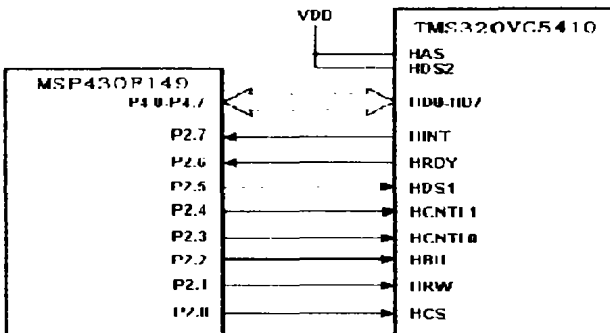 VDD
TMS320VC5410
HAS
HDS2
MSP430F149
P4.0-P4.7
HD0-HD7
P2.7
HINT
P2.6
HRDY
P2.5
HDS1
P2.4
HCNTL1
P2.3
HCNTL0
P2.2
HBIL
P2.1
HRW
P2.0
HCS